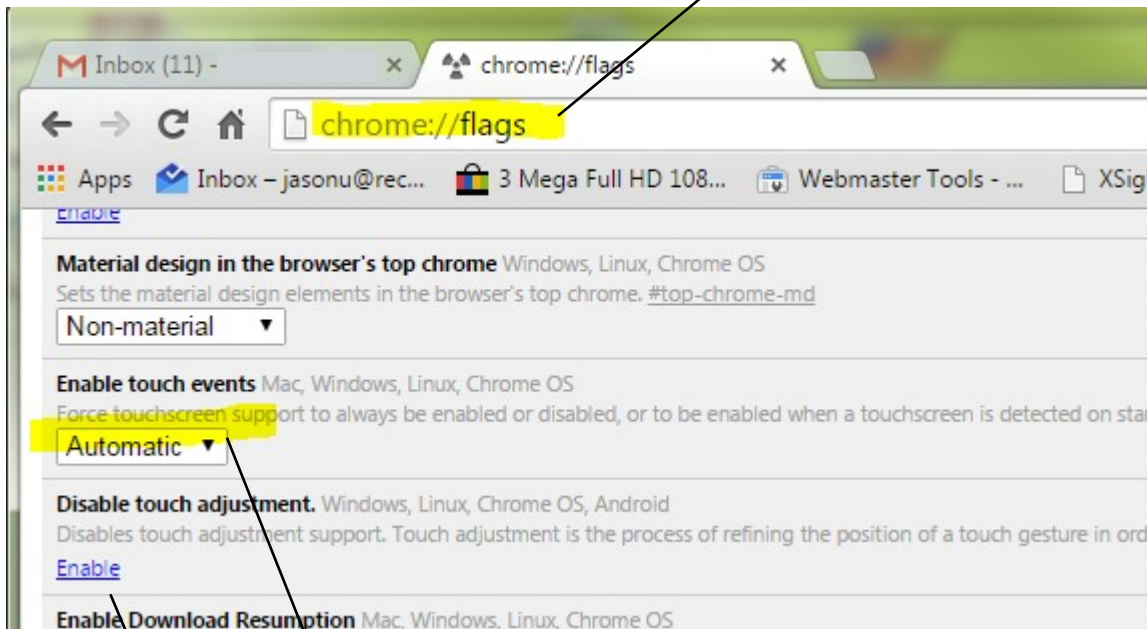 Inbox (11) -
chrome://flags
chrome://flags
Apps Inbox – jasonu@rec... 3 Mega Full HD 108... Webmaster Tools - ... XSig
Enable
Material design in the browser's top chrome Windows, Linux, Chrome OS
Sets the material design elements in the browser's top chrome. #top-chrome-md
Non-material
Enable touch events Mac, Windows, Linux, Chrome OS
Force touchscreen support to always be enabled or disabled, or to be enabled when a touchscreen is detected on star
Automatic
Disable touch adjustment. Windows, Linux, Chrome OS, Android
Disables touch adjustment support. Touch adjustment is the process of refining the position of a touch gesture in ord
Enable
Enable Download Resumption Mac, Windows, Linux, Chrome OS